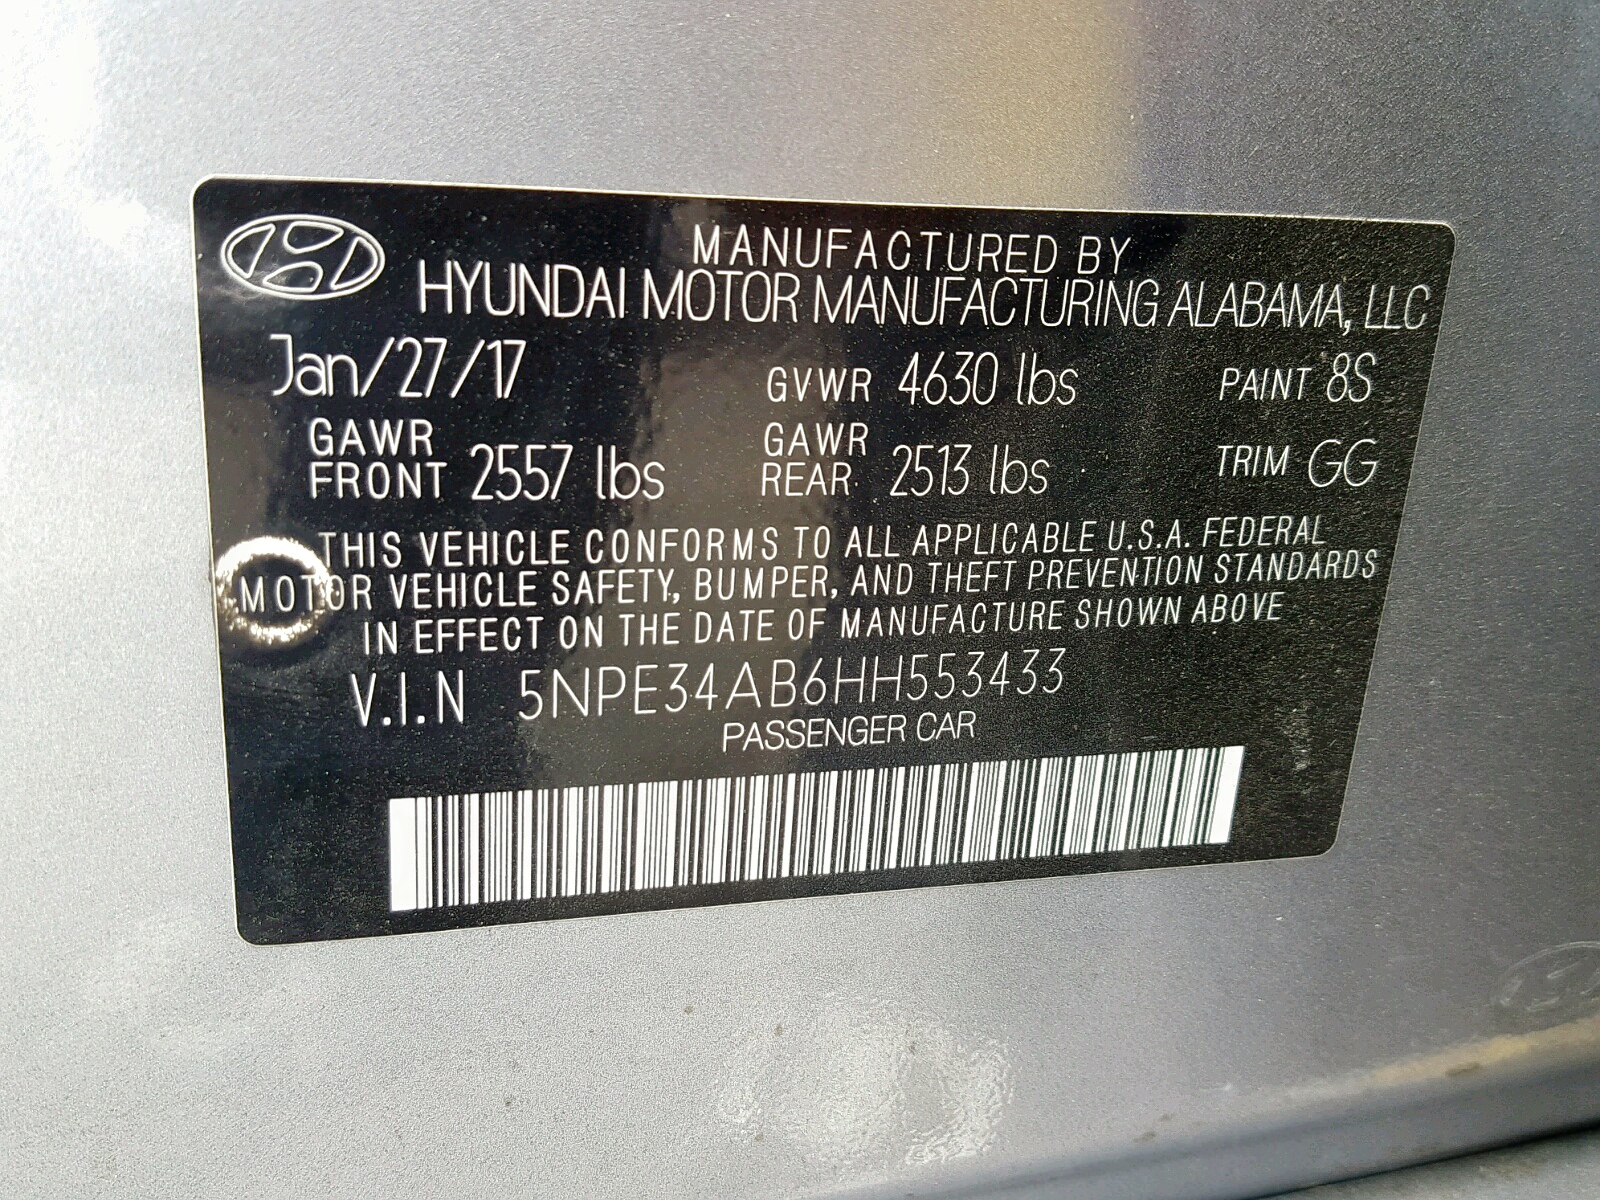 MANUFACTURED BY
HYUNDAI MOTOR MANUFACTURING ALABAMA, LLC
Jan/27/17 GVWR 4630 lbs PAINT 8S
GAWR FRONT 2557 lbs GAWR REAR 2513 lbs TRIM GG
THIS VEHICLE CONFORMS TO ALL APPLICABLE U.S.A. FEDERAL
MOTOR VEHICLE SAFETY, BUMPER, AND THEFT PREVENTION STANDARDS
IN EFFECT ON THE DATE OF MANUFACTURE SHOWN ABOVE
V.I.N 5NPE34AB6HH553433
PASSENGER CAR